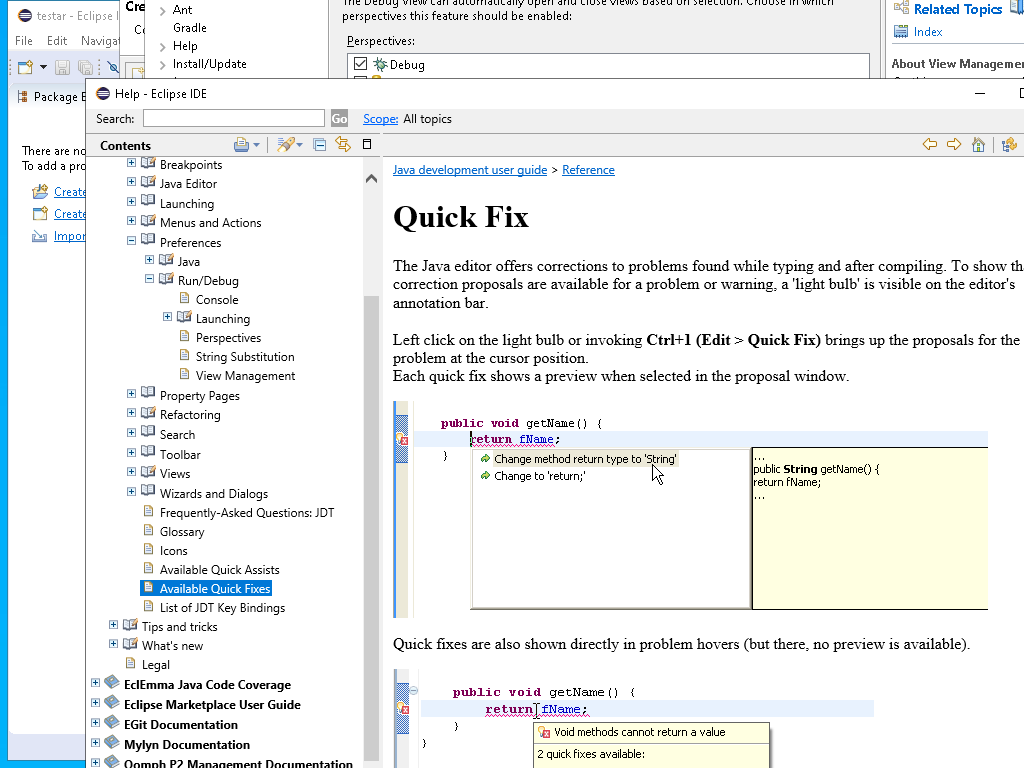 testar - Eclipse I
File Edit Navigat
Package E
There are no
To add a pro
Create
Create
Impor
Cre
Ant
Gradle
Help
Install/Update
The Debug View can automatically open and close views based on selection. Choose in which
perspectives this feature should be enabled:
Perspectives:
Debug
Related Topics
Index
About View Manageme
Help - Eclipse IDE
Search:
Go
Scope: All topics
Contents
Breakpoints
Java Editor
Launching
Menus and Actions
Preferences
Java
Run/Debug
Console
Launching
Perspectives
String Substitution
View Management
Property Pages
Refactoring
Search
Toolbar
Views
Wizards and Dialogs
Frequently-Asked Questions: JDT
Glossary
Icons
Available Quick Assists
Available Quick Fixes
List of JDT Key Bindings
Tips and tricks
What's new
Legal
EclEmma Java Code Coverage
Eclipse Marketplace User Guide
EGit Documentation
Mylyn Documentation
Oomph P2 Management Documentation
Java development user guide > Reference
Quick Fix
The Java editor offers corrections to problems found while typing and after compiling. To show th
correction proposals are available for a problem or warning, a 'light bulb' is visible on the editor's
annotation bar.
Left click on the light bulb or invoking Ctrl+1 (Edit > Quick Fix) brings up the proposals for the
problem at the cursor position.
Each quick fix shows a preview when selected in the proposal window.
public void getName() {
return fName;
}
Change method return type to 'String'
Change to 'return;'
...
public String getName() {
return fName;
...
Quick fixes are also shown directly in problem hovers (but there, no preview is available).
public void getName() {
return fName;
}
}
Void methods cannot return a value
2 quick fixes available: